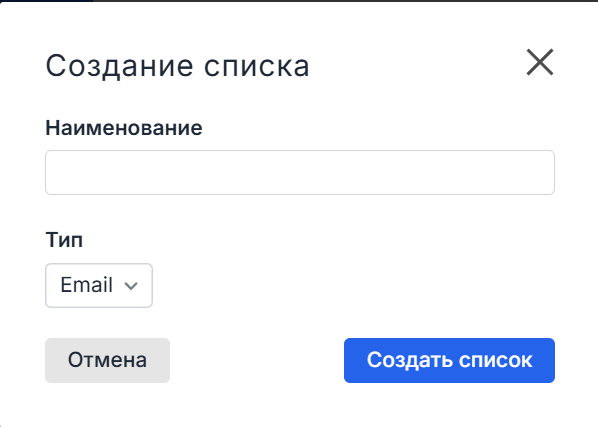 Создание списка
Наименование
Тип
Email
Отмена
Создать список